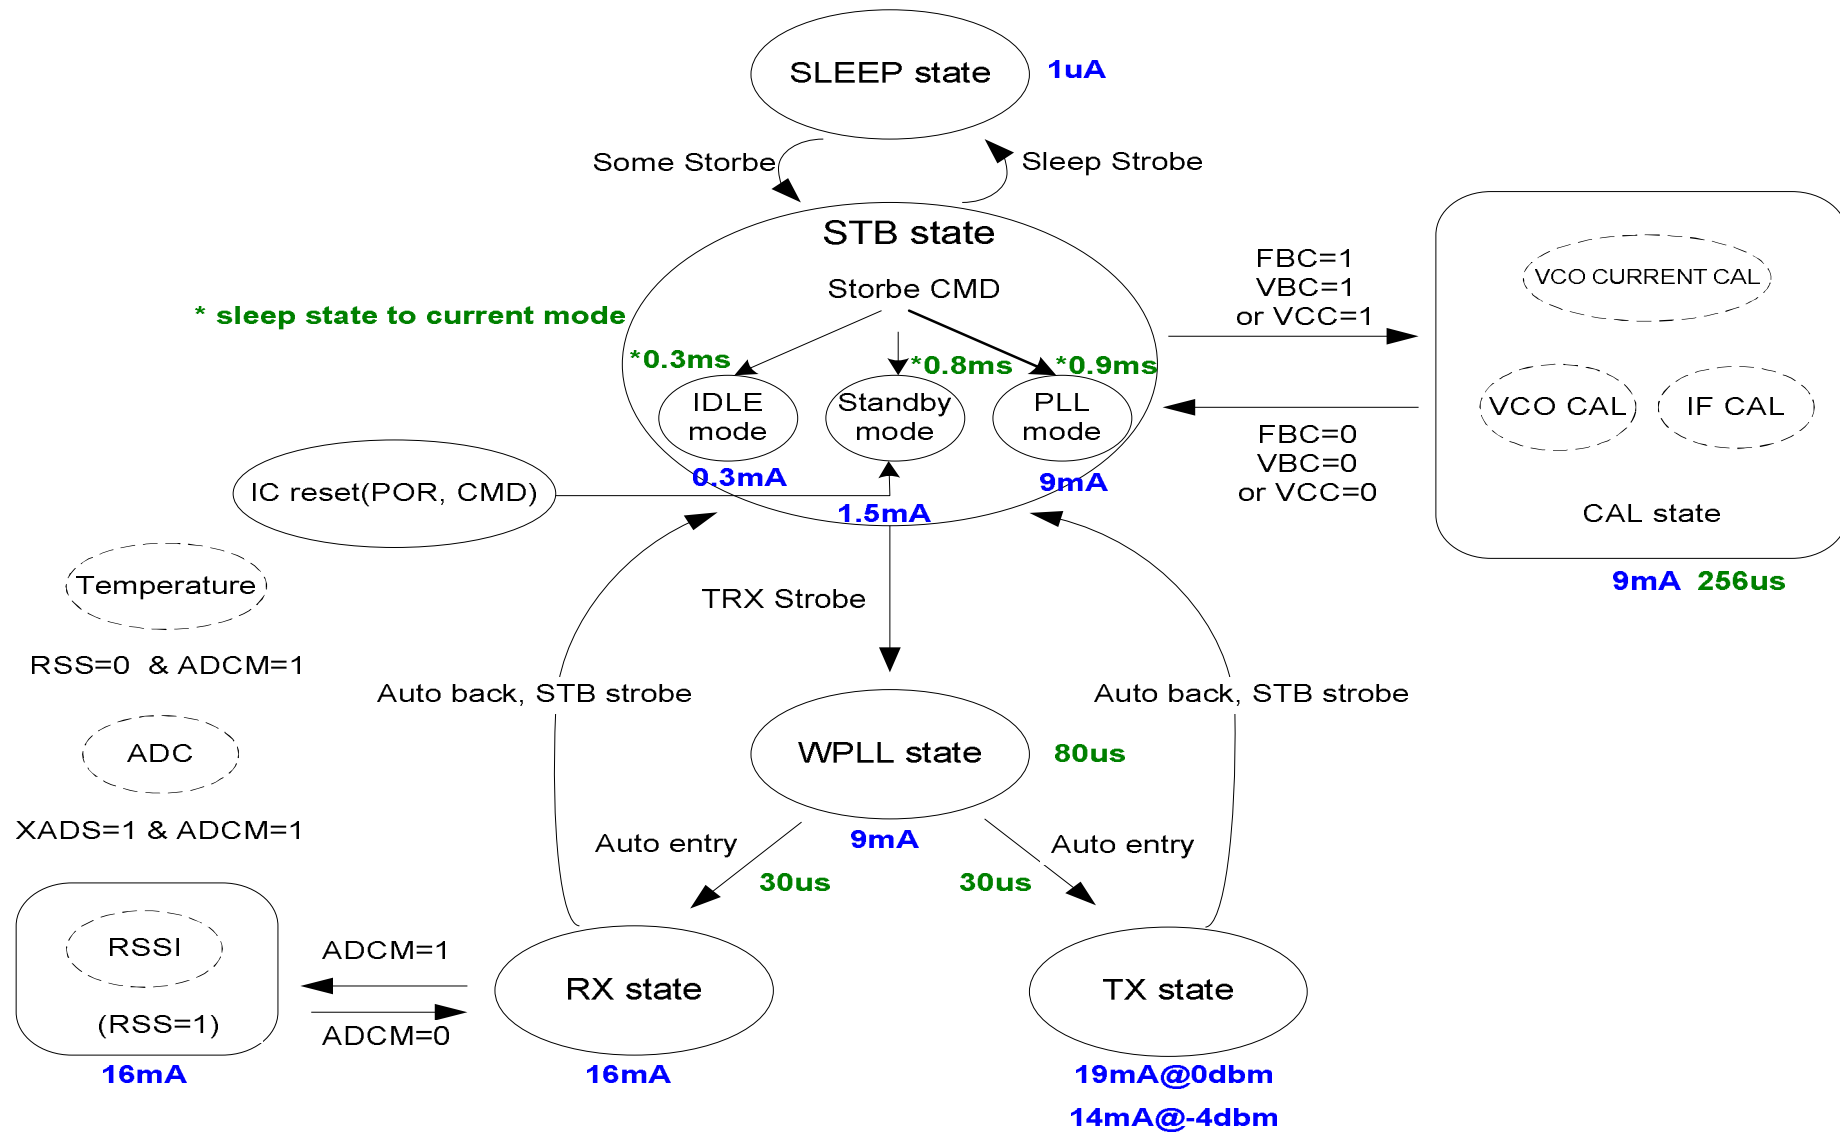 SLEEP state
1uA
Some Storbe
Sleep Strobe
STB state
Storbe CMD
* sleep state to current mode
*0.3ms
*0.8ms
*0.9ms
IDLE
mode
Standby
mode
PLL
mode
0.3mA
1.5mA
9mA
IC reset(POR, CMD)
FBC=1
VBC=1
or VCC=1
FBC=0
VBC=0
or VCC=0
VCO CURRENT CAL
VCO CAL
IF CAL
CAL state
9mA 256us
Temperature
RSS=0 & ADCM=1
ADC
XADS=1 & ADCM=1
TRX Strobe
Auto back, STB strobe
Auto back, STB strobe
WPLL state
80us
9mA
Auto entry
30us
Auto entry
30us
RSSI
(RSS=1)
16mA
ADCM=1
ADCM=0
RX state
16mA
TX state
19mA@0dbm
14mA@-4dbm